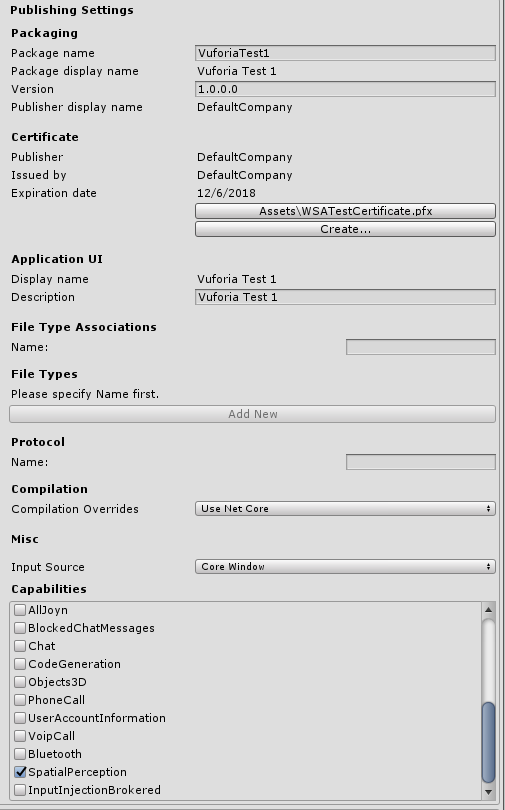 Publishing Settings
Packaging
Package name VuforiaTest1
Package display name Vuforia Test 1
Version 1.0.0.0
Publisher display name DefaultCompany
Certificate
Publisher DefaultCompany
Issued by DefaultCompany
Expiration date 12/6/2018
Assets\WSATestCertificate.pfx
Create...
Application UI
Display name Vuforia Test 1
Description Vuforia Test 1
File Type Associations
Name:
File Types
Please specify Name first.
Add New
Protocol
Name:
Compilation
Compilation Overrides Use Net Core
Misc
Input Source Core Window
Capabilities
AllJoyn
BlockedChatMessages
Chat
CodeGeneration
Objects3D
PhoneCall
UserAccountInformation
VoipCall
Bluetooth
SpatialPerception
InputInjectionBrokered